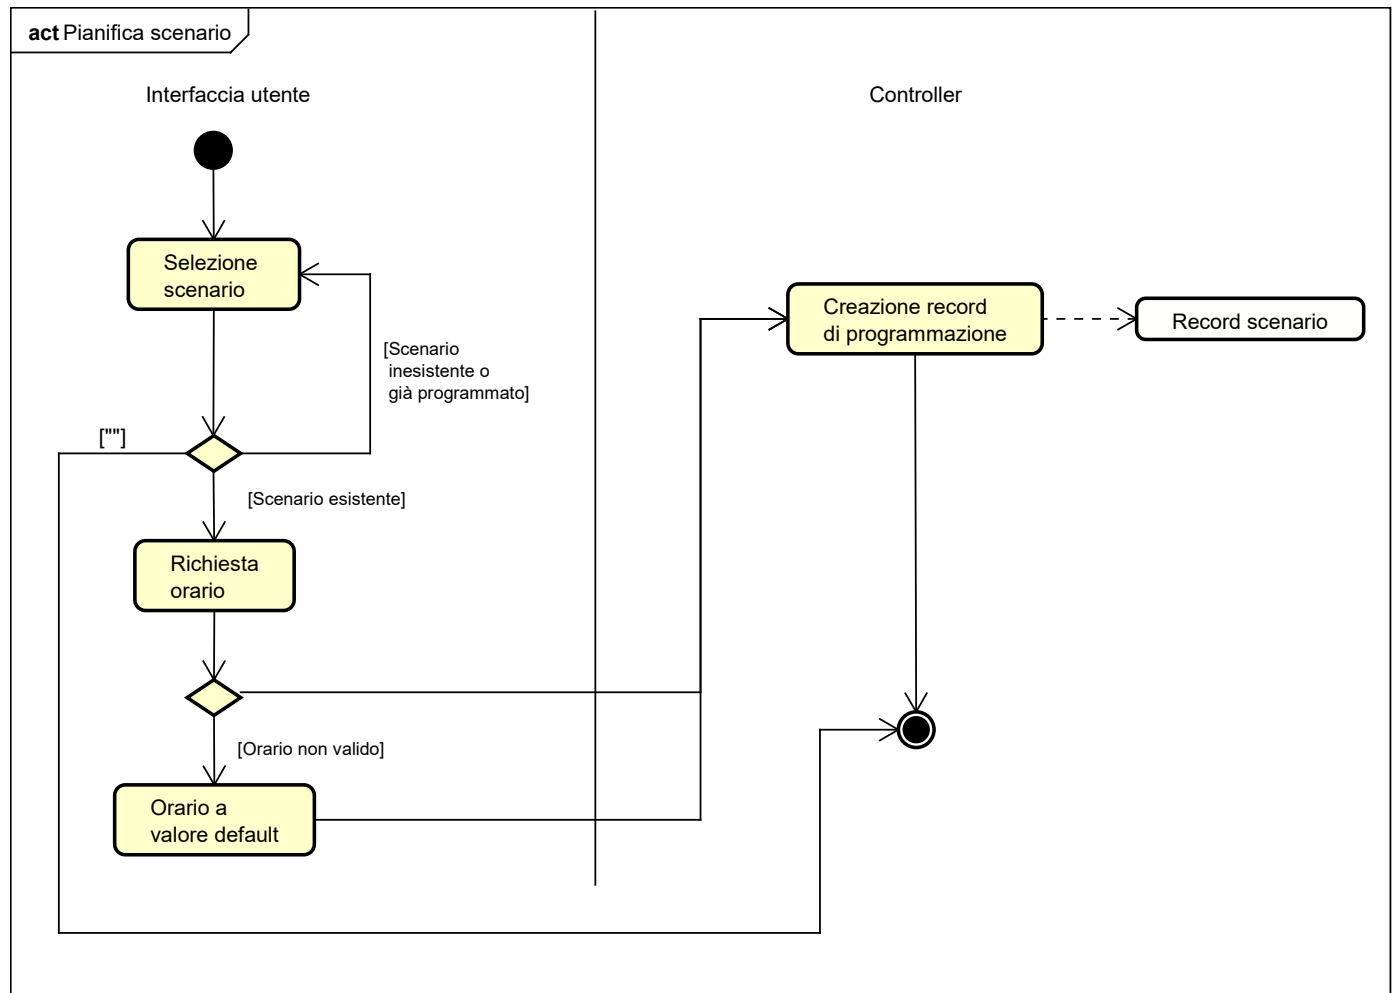 act Pianifica scenario
Interfaccia utente
Controller
Selezione
scenario
Creazione record
di programmazione
Record scenario
[Scenario
inesistente o
già programmato]
[""]
[Scenario esistente]
Richiesta
orario
[Orario non valido]
Orario a
valore default